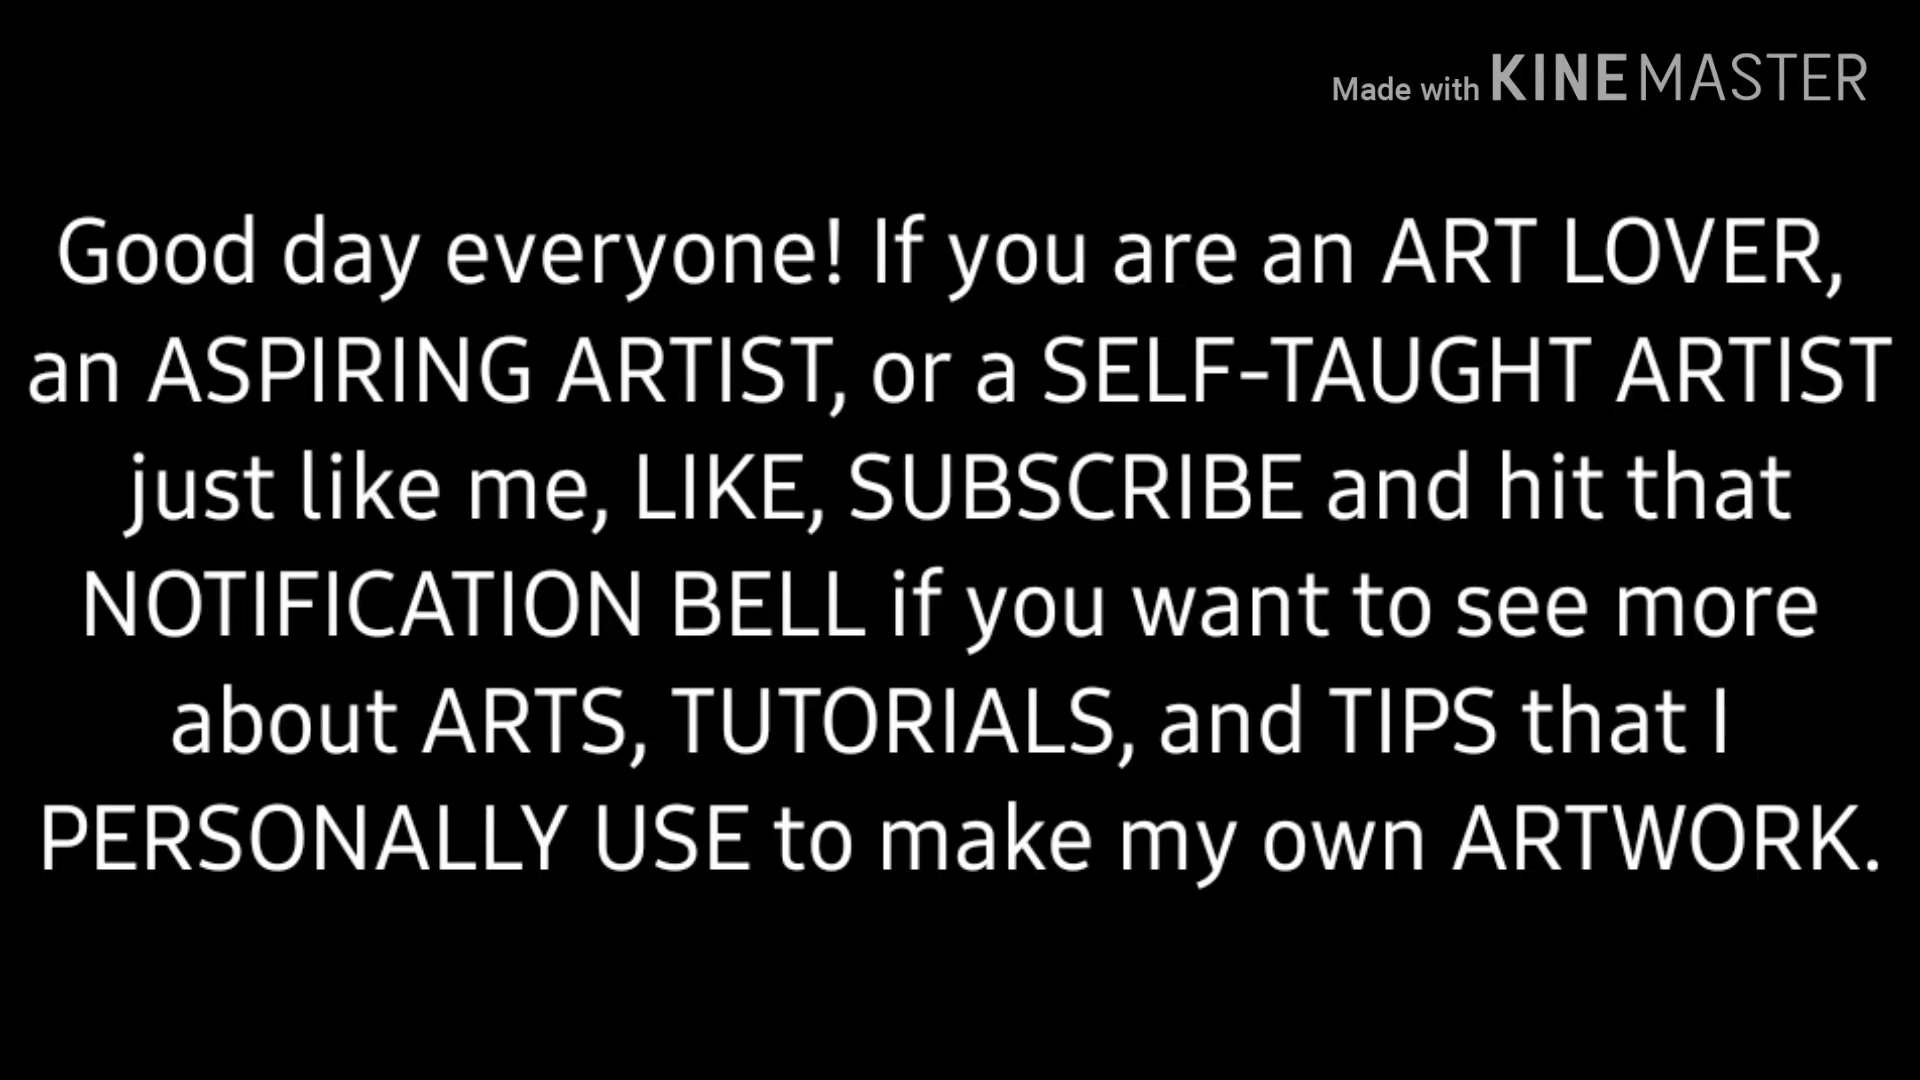 Made with KINEMASTER
Good day everyone! If you are an ART LOVER,
an ASPIRING ARTIST, or a SELF-TAUGHT ARTIST
just like me, LIKE, SUBSCRIBE and hit that
NOTIFICATION BELL if you want to see more
about ARTS, TUTORIALS, and TIPS that I
PERSONALLY USE to make my own ARTWORK.